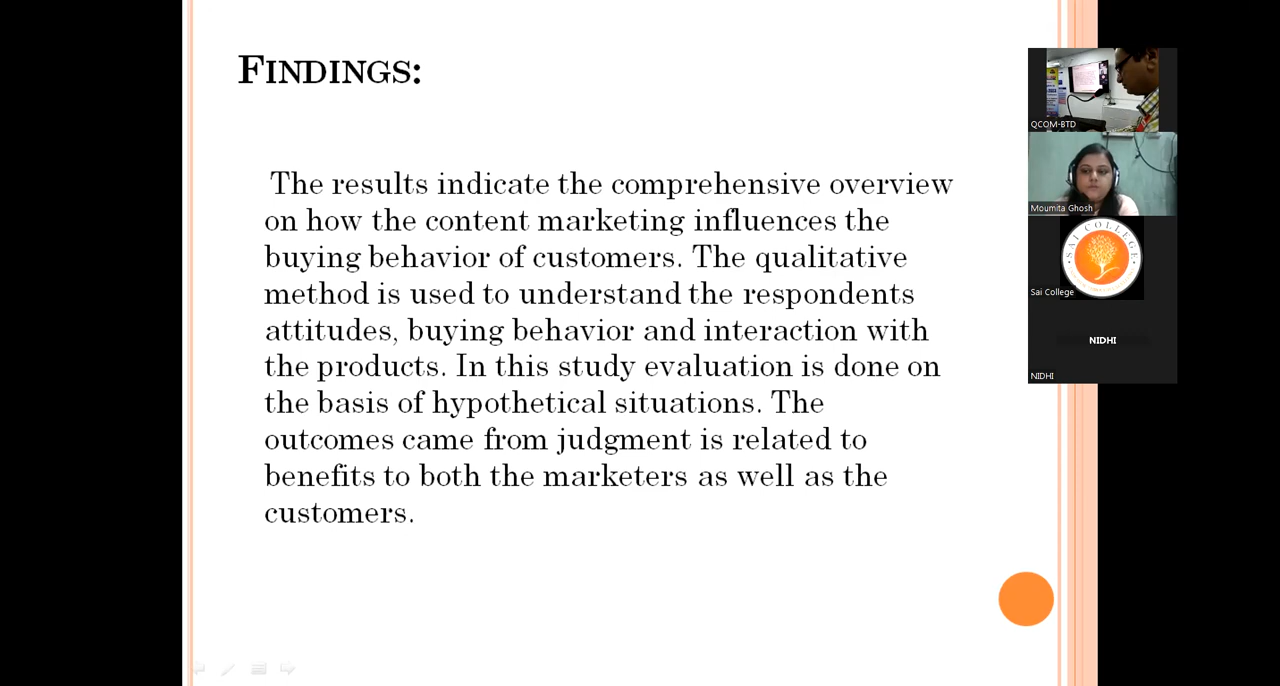 FINDINGS:
The results indicate the comprehensive overview
on how the content marketing influences the
buying behavior of customers. The qualitative
method is used to understand the respondents
attitudes, buying behavior and interaction with
the products. In this study evaluation is done on
the basis of hypothetical situations. The
outcomes came from judgment is related to
benefits to both the marketers as well as the
customers.
QCOM-BTD
Moumita Ghosh
SAI COLLEGE
Sai College
NIDHI
NIDHI